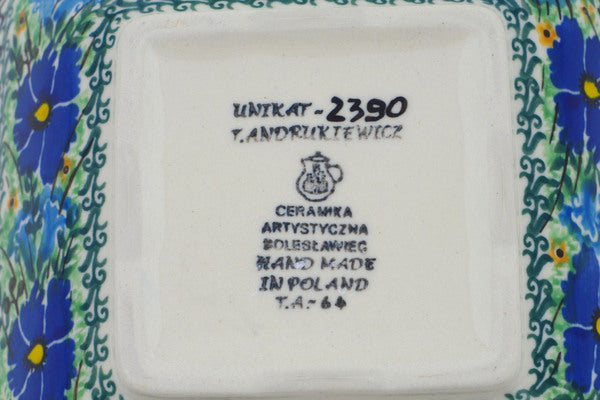 UNIKAT-2390
T.ANDRUKIEWICZ
CERAMIKA
ARTYSTYCZNA
BOLESŁAWIEC
HAND MADE
IN POLAND
T.A.-64